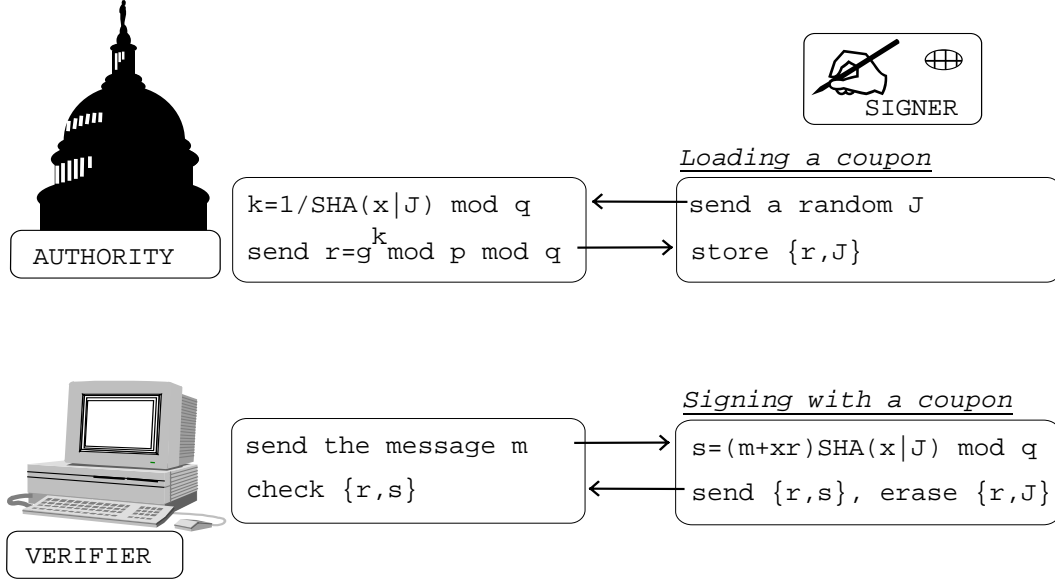 SIGNER
Loading a coupon
k=1/SHA(x|J) mod q
send a random J
send r=g^k mod p mod q
store {r,J}
AUTHORITY
Signing with a coupon
send the message m
s=(m+xr)SHA(x|J) mod q
check {r,s}
send {r,s}, erase {r,J}
VERIFIER